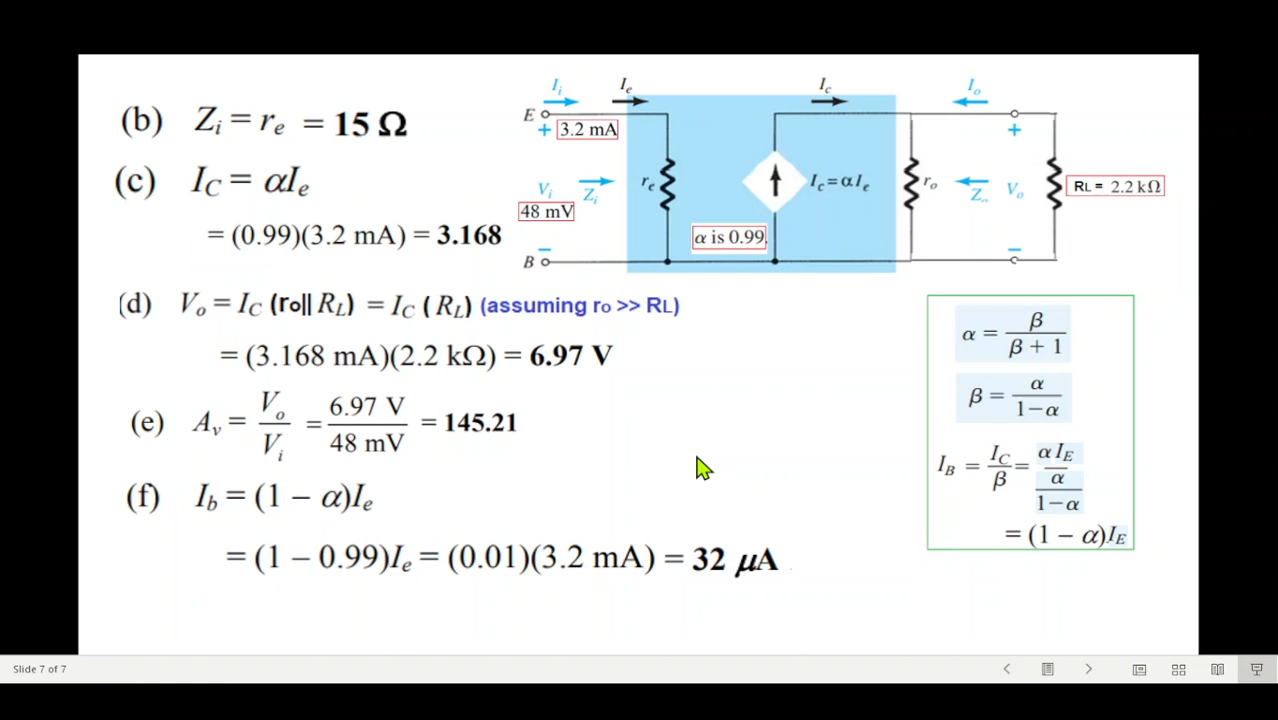 (b) Zi = re = 15 Ω
(c) IC = αIe
= (0.99)(3.2 mA) = 3.168
(d) Vo = IC (ro|| RL) = IC ( RL) (assuming ro >> RL)
= (3.168 mA)(2.2 kΩ) = 6.97 V
(e) Av = Vo / Vi = 6.97 V / 48 mV = 145.21
(f) Ib = (1 − α)Ie
= (1 − 0.99)Ie = (0.01)(3.2 mA) = 32 μA
Ii
Ie
Ic
Io
E
+ 3.2 mA
+
Vi
Zi
re
Ic = αIe
ro
Zo
Vo
RL = 2.2 kΩ
48 mV
α is 0.99.
−
−
B
α = β / β + 1
β = α / 1−α
IB = IC / β = α IE / α / 1−α
= (1 − α)IE
Slide 7 of 7